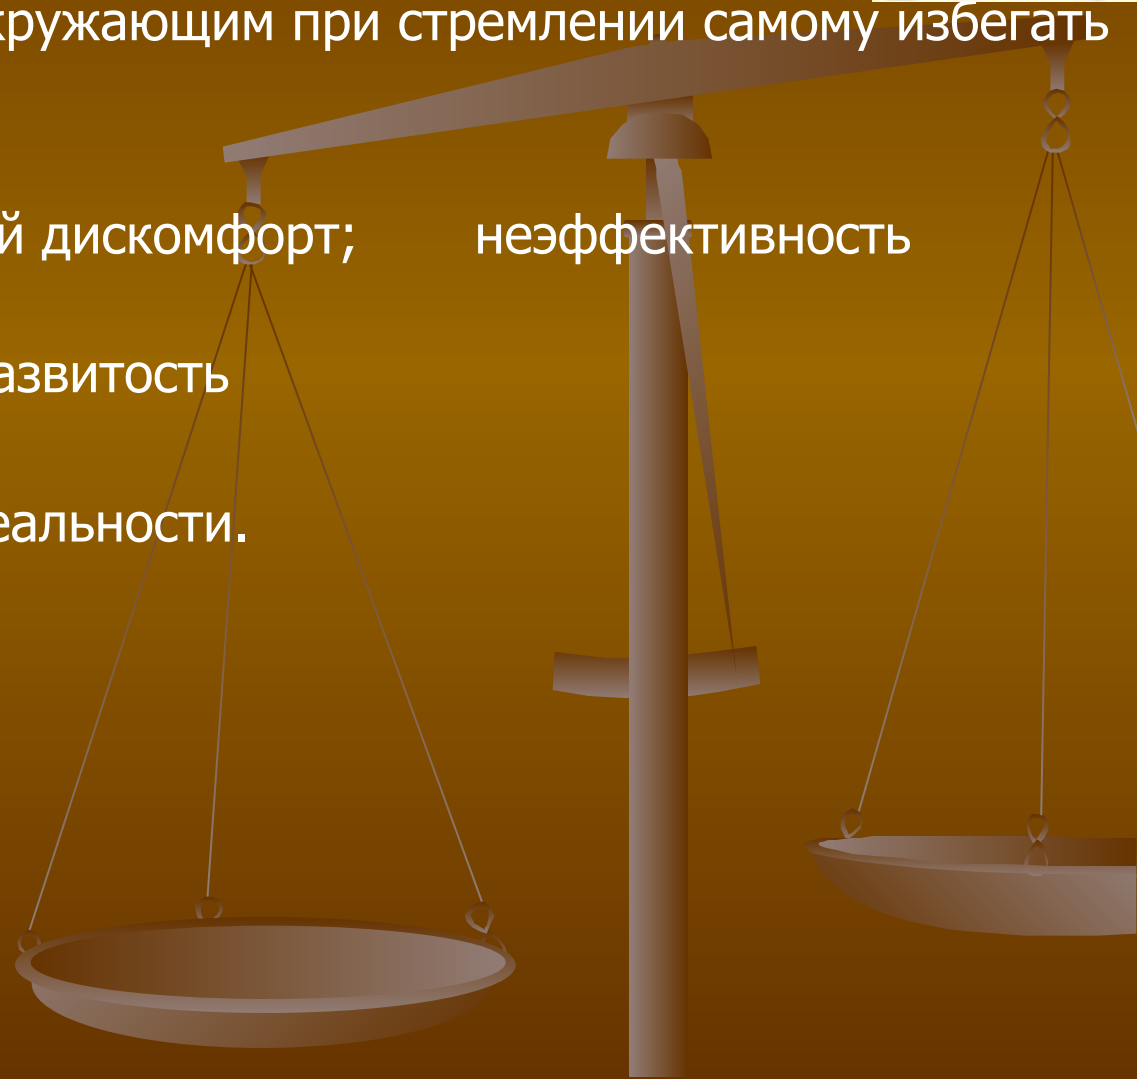 кружающим при стремлении самому избегать
й дискомфорт; неэффективность
азвитость
еальности.